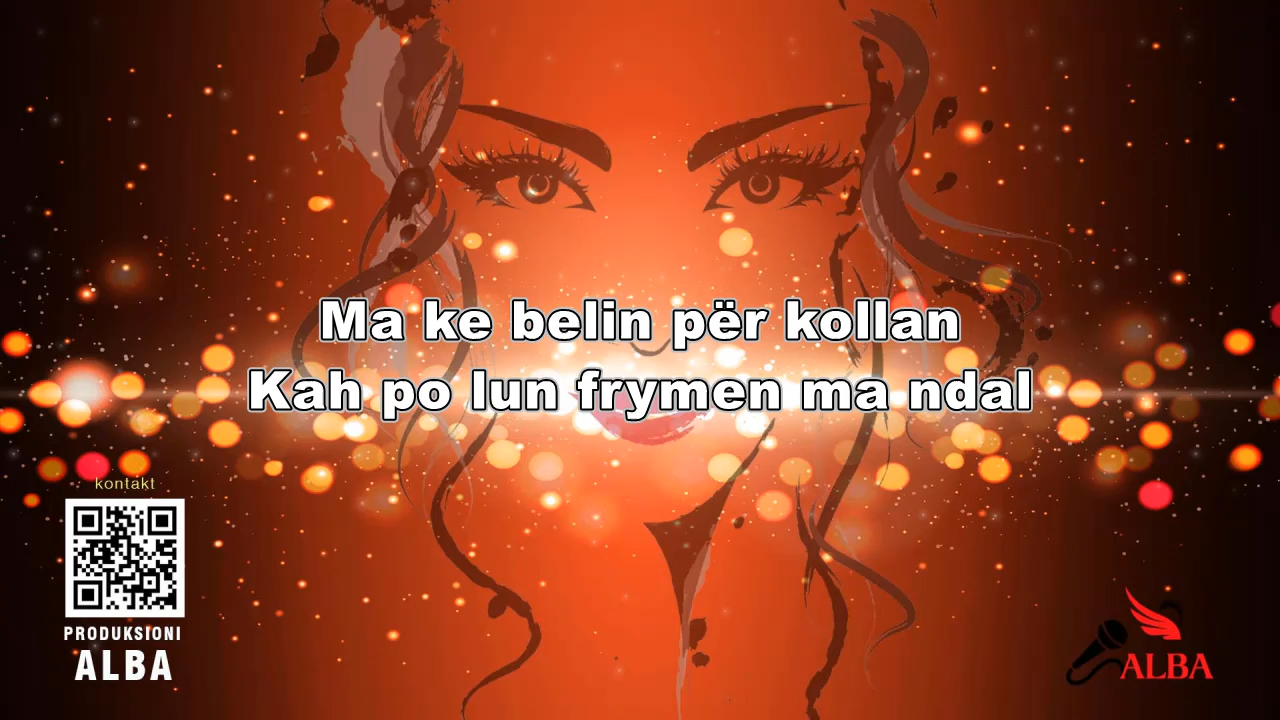 Ma ke belin për kollan
Kah po lun frymen ma ndal
kontakt
PRODUKSIONI
ALBA
ALBA